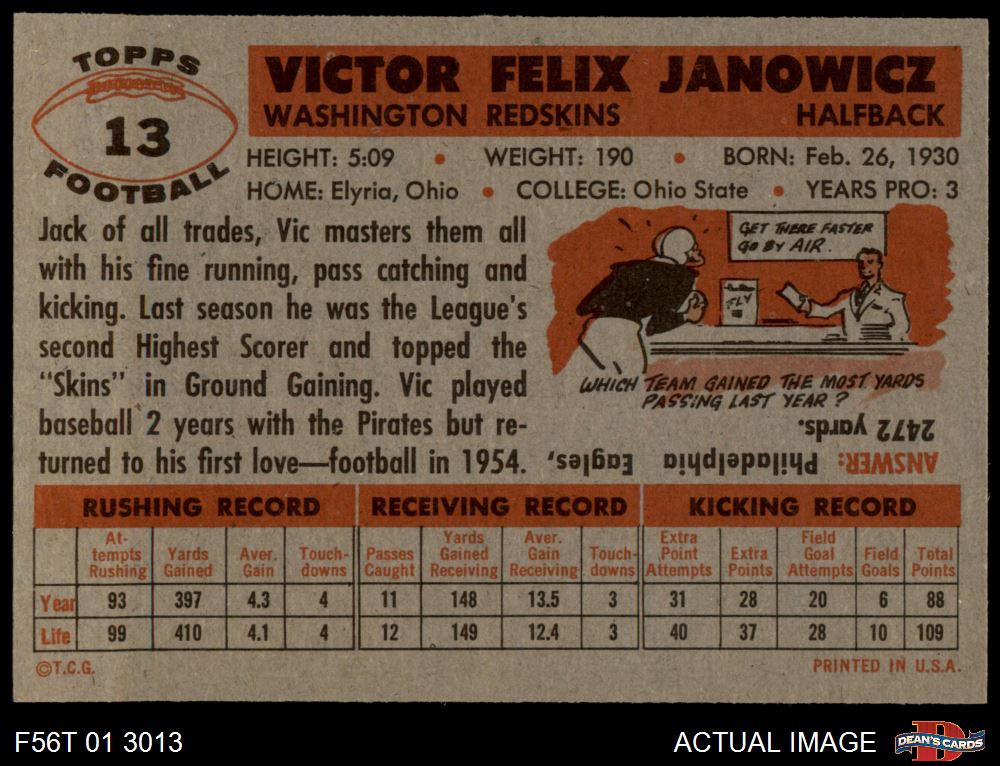 TOPPS
13
FOOTBALL
VICTOR FELIX JANOWICZ
WASHINGTON REDSKINS HALFBACK
HEIGHT: 5:09 • WEIGHT: 190 • BORN: Feb. 26, 1930
HOME: Elyria, Ohio • COLLEGE: Ohio State • YEARS PRO: 3
Jack of all trades, Vic masters them all
with his fine running, pass catching and
kicking. Last season he was the League's
second Highest Scorer and topped the
"Skins" in Ground Gaining. Vic played
baseball 2 years with the Pirates but re-
turned to his first love—football in 1954.
GET THERE FASTER
GO BY AIR.
FLY
WHICH TEAM GAINED THE MOST YARDS
PASSING LAST YEAR?
ANSWER: Philadelphia Eagles,
2472 yards.
RUSHING RECORD RECEIVING RECORD KICKING RECORD
At-tempts Rushing Yards Gained Aver. Gain Touch-downs Passes Caught Yards Gained Receiving Aver. Gain Receiving Touch-downs Extra Point Attempts Extra Points Field Goal Attempts Field Goals Total Points
Year 93 397 4.3 4 11 148 13.5 3 31 28 20 6 88
Life 99 410 4.1 4 12 149 12.4 3 40 37 28 10 109
©T.C.G. PRINTED IN U.S.A.
F56T 01 3013 ACTUAL IMAGE DEAN'S CARDS